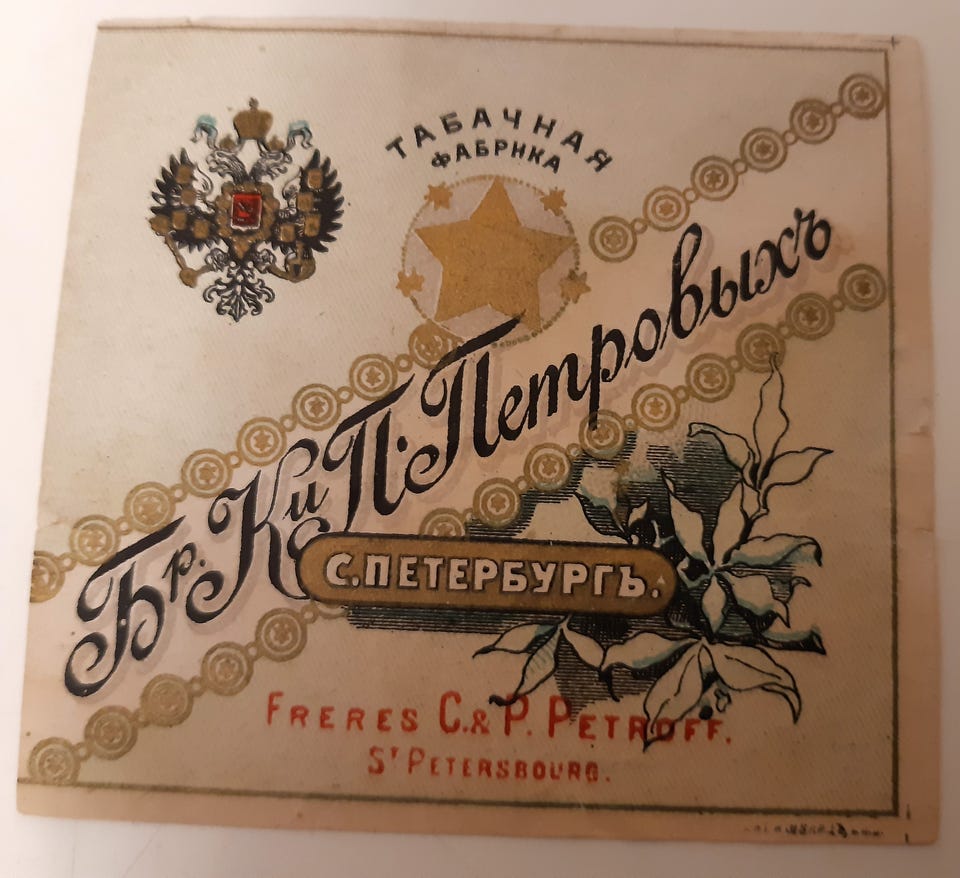 ТАБАЧНАЯ
ФАБРИКА
Бр. К и П. Петровыхъ
С. ПЕТЕРБУРГЪ.
FRERES C. & P. PETROFF.
ST PETERSBOURG.